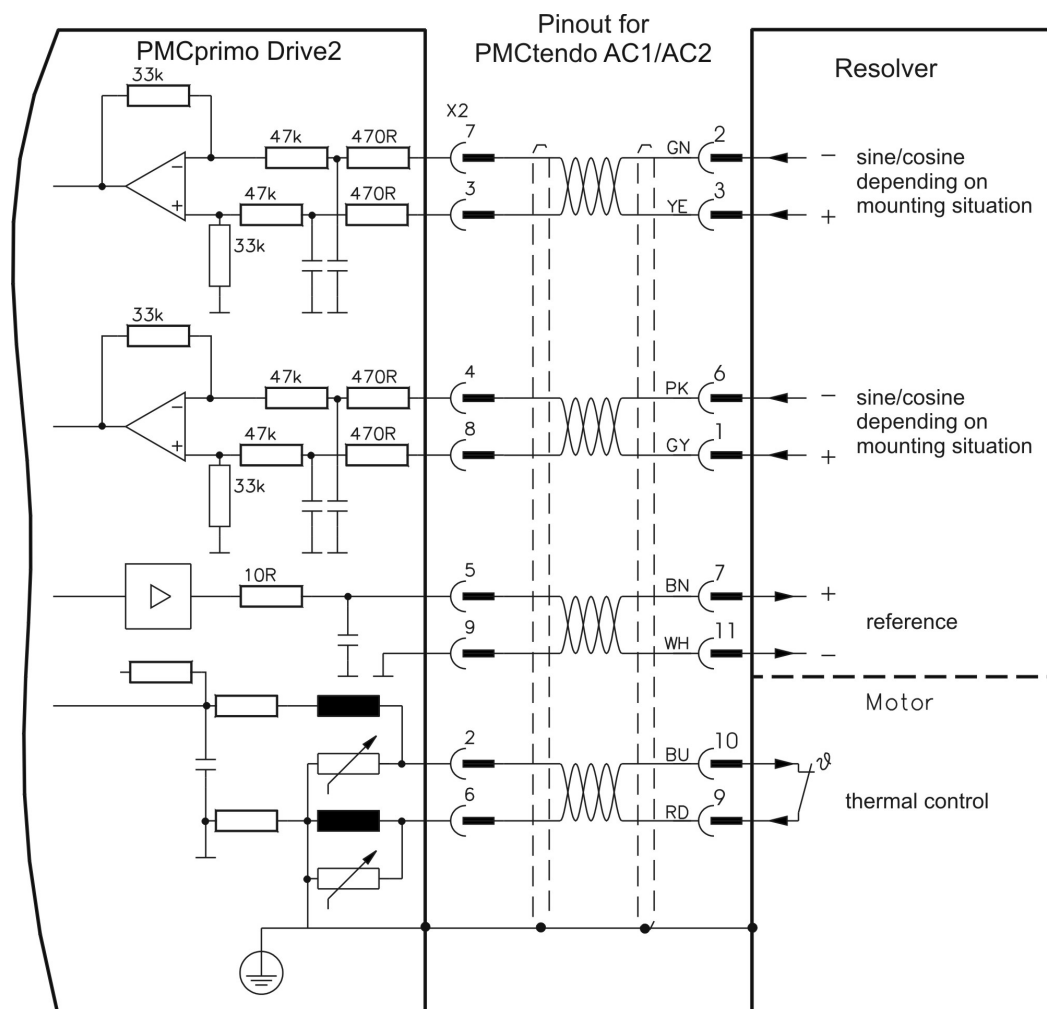 PMCprimo Drive2
Pinout for
PMCtendo AC1/AC2
Resolver
33k
47k
470R
X2
7
GN
2
−
sine/cosine
depending on
mounting situation
−
+
47k
470R
3
YE
3
+
33k
33k
47k
470R
4
PK
6
−
sine/cosine
depending on
mounting situation
−
+
47k
470R
8
GY
1
+
33k
10R
5
BN
7
+
reference
9
WH
11
−
Motor
2
BU
10
ϑ
thermal control
6
RD
9